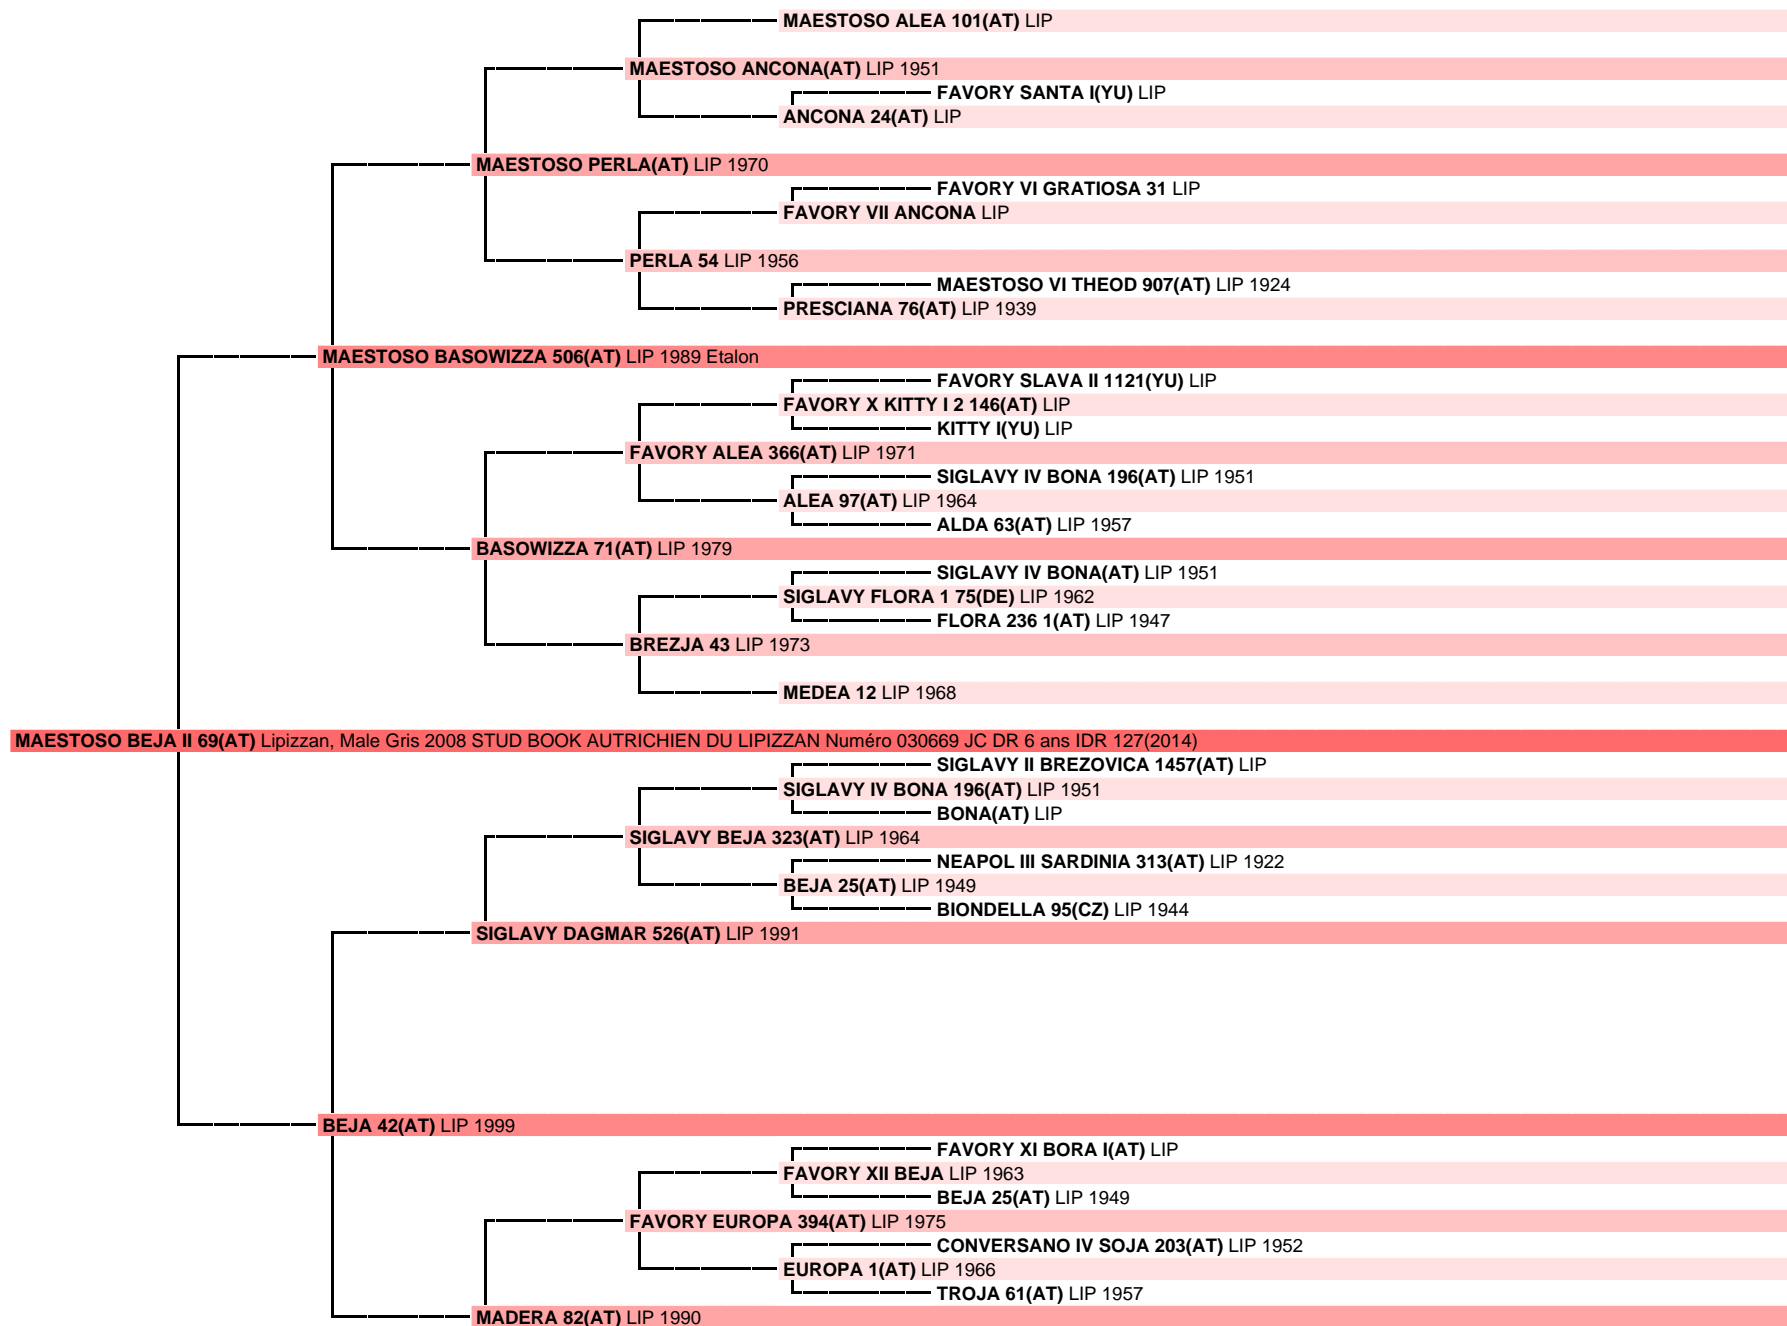 MAESTOSO ALEA 101(AT) LIP
MAESTOSO ANCONA(AT) LIP 1951
FAVORY SANTA I(YU) LIP
ANCONA 24(AT) LIP
MAESTOSO PERLA(AT) LIP 1970
FAVORY VI GRATIOSA 31 LIP
FAVORY VII ANCONA LIP
PERLA 54 LIP 1956
MAESTOSO VI THEOD 907(AT) LIP 1924
PRESCIANA 76(AT) LIP 1939
MAESTOSO BASOWIZZA 506(AT) LIP 1989 Etalon
FAVORY SLAVA II 1121(YU) LIP
FAVORY X KITTY I 2 146(AT) LIP
KITTY I(YU) LIP
FAVORY ALEA 366(AT) LIP 1971
SIGLAVY IV BONA 196(AT) LIP 1951
ALEA 97(AT) LIP 1964
ALDA 63(AT) LIP 1957
BASOWIZZA 71(AT) LIP 1979
SIGLAVY IV BONA(AT) LIP 1951
SIGLAVY FLORA 1 75(DE) LIP 1962
FLORA 236 1(AT) LIP 1947
BREZJA 43 LIP 1973
MEDEA 12 LIP 1968
MAESTOSO BEJA II 69(AT) Lipizzan, Male Gris 2008 STUD BOOK AUTRICHIEN DU LIPIZZAN Numéro 030669 JC DR 6 ans IDR 127(2014)
SIGLAVY II BREZOVICA 1457(AT) LIP
SIGLAVY IV BONA 196(AT) LIP 1951
BONA(AT) LIP
SIGLAVY BEJA 323(AT) LIP 1964
NEAPOL III SARDINIA 313(AT) LIP 1922
BEJA 25(AT) LIP 1949
BIONDELLA 95(CZ) LIP 1944
SIGLAVY DAGMAR 526(AT) LIP 1991
BEJA 42(AT) LIP 1999
FAVORY XI BORA I(AT) LIP
FAVORY XII BEJA LIP 1963
BEJA 25(AT) LIP 1949
FAVORY EUROPA 394(AT) LIP 1975
CONVERSANO IV SOJA 203(AT) LIP 1952
EUROPA 1(AT) LIP 1966
TROJA 61(AT) LIP 1957
MADERA 82(AT) LIP 1990